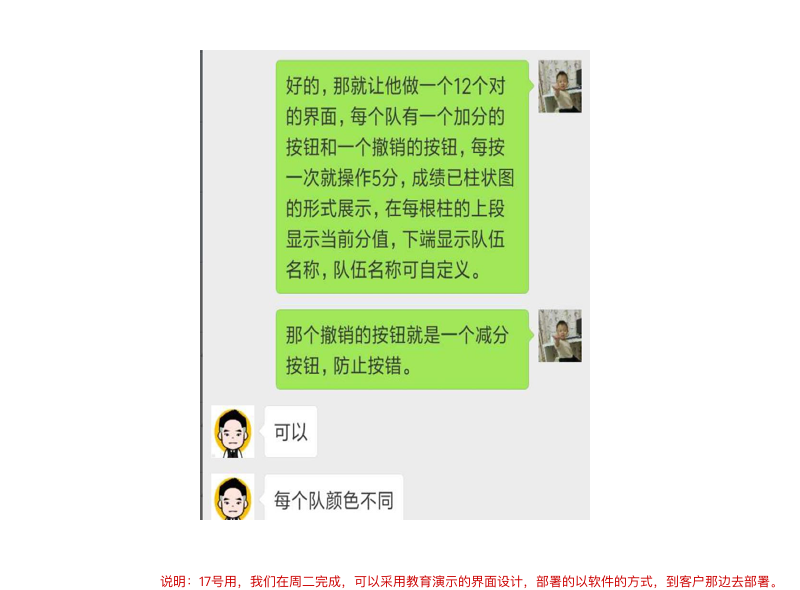 好的，那就让他做一个12个对
的界面，每个队有一个加分的
按钮和一个撤销的按钮，每按
一次就操作5分，成绩已柱状图
的形式展示，在每根柱的上段
显示当前分值，下端显示队伍
名称，队伍名称可自定义。
那个撤销的按钮就是一个减分
按钮，防止按错。
可以
每个队颜色不同
说明：17号用，我们在周二完成，可以采用教育演示的界面设计，部署的以软件的方式，到客户那边去部署。